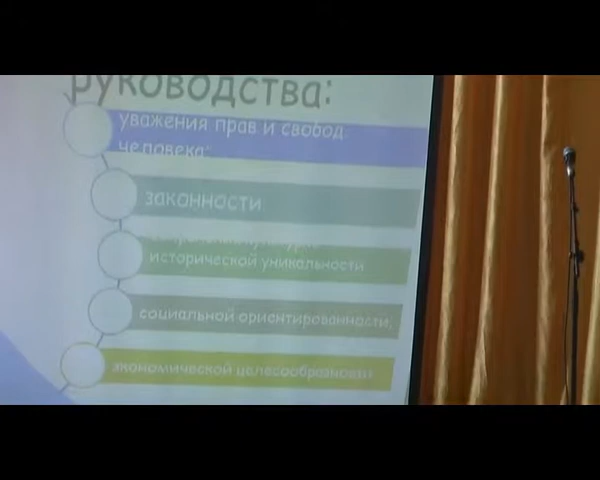 руководства:
уважения прав и свобод
человека;
законности
исторической уникальности
социальной ориентированности;
экономической целесообразности